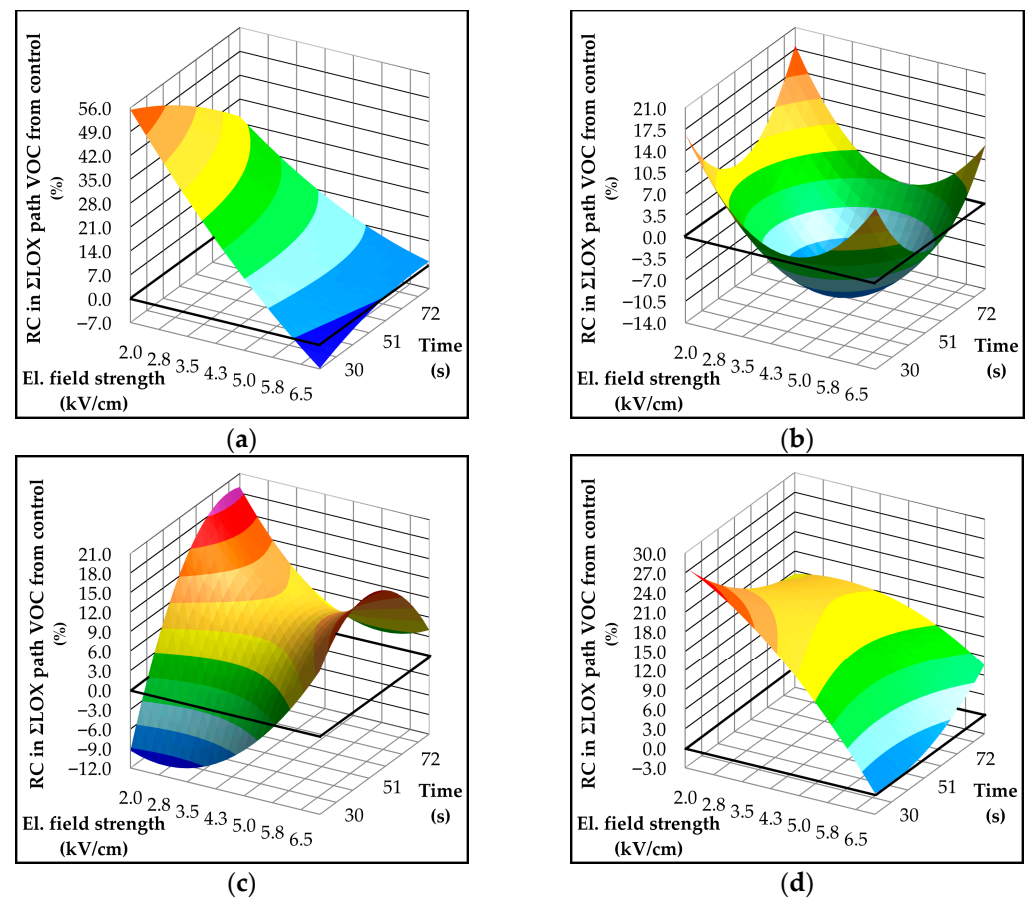 RC in ΣLOX path VOC from control
(%)
56.0
49.0
42.0
35.0
28.0
21.0
14.0
7.0
0.0
−7.0
2.0 2.8 3.5 4.3 5.0 5.8 6.5
El. field strength
(kV/cm)
30 51 72
Time
(s)
(a)
RC in ΣLOX path VOC from control
(%)
21.0
17.5
14.0
10.5
7.0
3.5
0.0
−3.5
−7.0
−10.5
−14.0
2.0 2.8 3.5 4.3 5.0 5.8 6.5
El. field strength
(kV/cm)
30 51 72
Time
(s)
(b)
RC in ΣLOX path VOC from control
(%)
21.0
18.0
15.0
12.0
9.0
6.0
3.0
0.0
−3.0
−6.0
−9.0
−12.0
2.0 2.8 3.5 4.3 5.0 5.8 6.5
El. field strength
(kV/cm)
30 51 72
Time
(s)
(c)
RC in ΣLOX path VOC from control
(%)
30.0
27.0
24.0
21.0
18.0
15.0
12.0
9.0
6.0
3.0
0.0
−3.0
2.0 2.8 3.5 4.3 5.0 5.8 6.5
El. field strength
(kV/cm)
30 51 72
Time
(s)
(d)